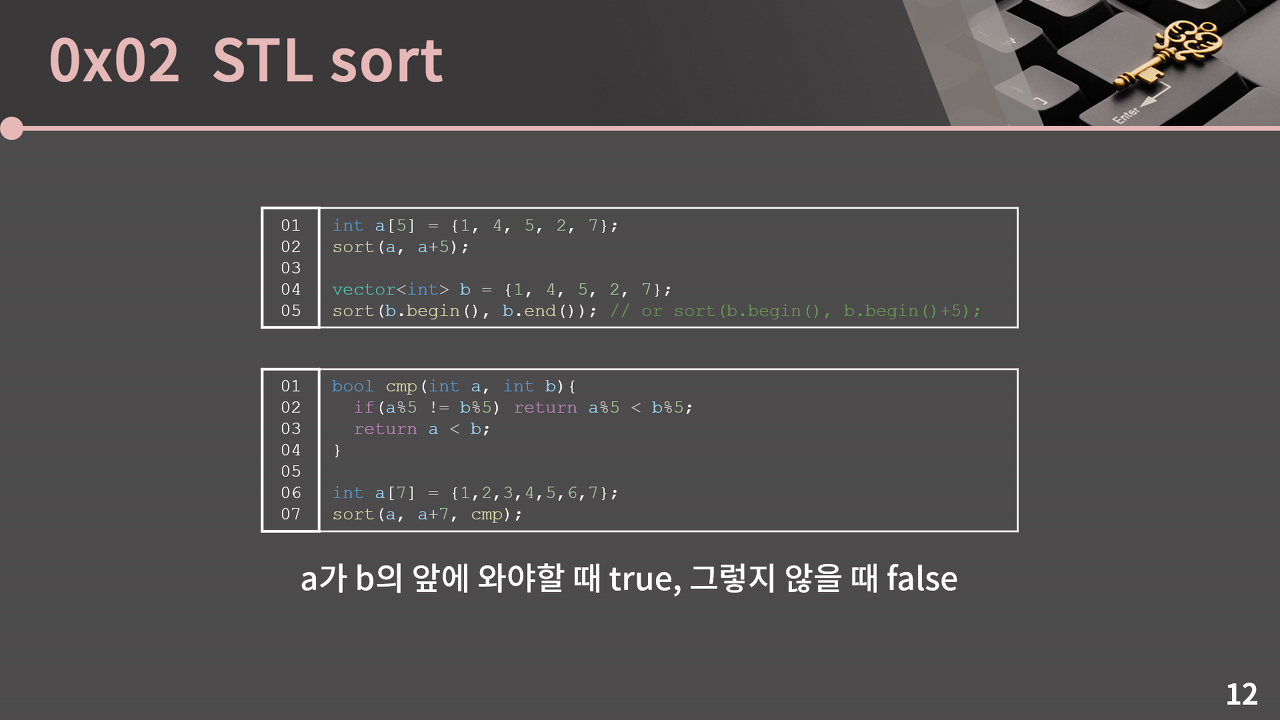 0x02 STL sort
Enter
01 int a[5] = {1, 4, 5, 2, 7};
02 sort(a, a+5);
03
04 vector<int> b = {1, 4, 5, 2, 7};
05 sort(b.begin(), b.end()); // or sort(b.begin(), b.begin()+5);
01 bool cmp(int a, int b){
02   if(a%5 != b%5) return a%5 < b%5;
03   return a < b;
04 }
05
06 int a[7] = {1,2,3,4,5,6,7};
07 sort(a, a+7, cmp);
a가 b의 앞에 와야할 때 true, 그렇지 않을 때 false
12